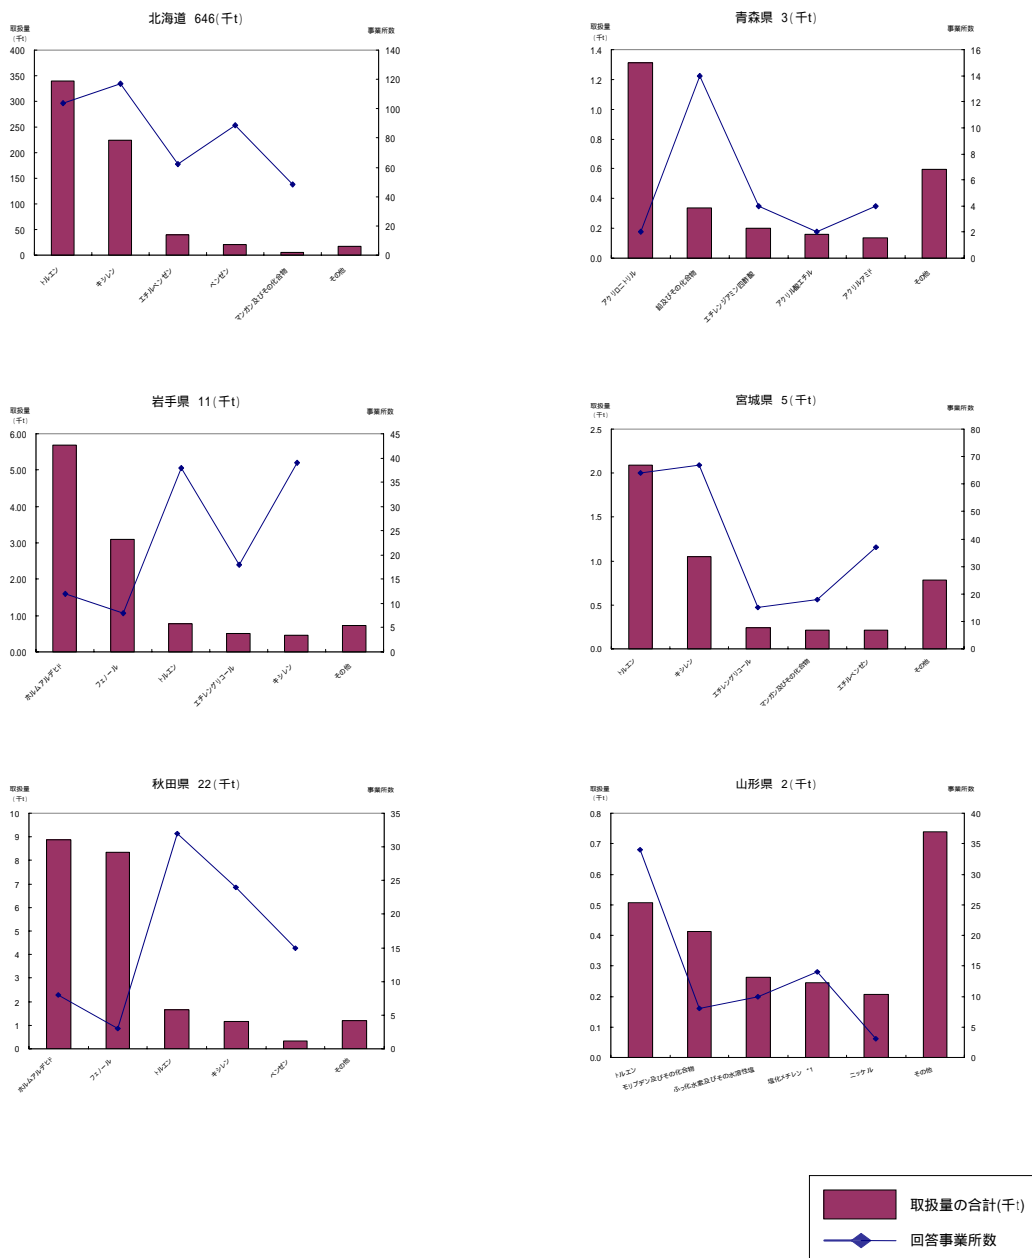 北海道 646(千t)
取扱量
(千t)
事業所数
400
350
300
250
200
150
100
50
0
140
120
100
80
60
40
20
0
トルエン
キシレン
エチルベンゼン
ベンゼン
マンガン及びその化合物
その他
青森県 3(千t)
取扱量
(千t)
事業所数
1.4
1.2
1.0
0.8
0.6
0.4
0.2
0.0
16
14
12
10
8
6
4
2
0
アクリロニトリル
鉛及びその化合物
エチレンジアミン四酢酸
アクリル酸エチル
アクリルアミド
その他
岩手県 11(千t)
取扱量
(千t)
事業所数
6.00
5.00
4.00
3.00
2.00
1.00
0.00
45
40
35
30
25
20
15
10
5
0
ホルムアルデヒド
フェノール
トルエン
エチレングリコール
キシレン
その他
宮城県 5(千t)
取扱量
(千t)
事業所数
2.5
2.0
1.5
1.0
0.5
0.0
80
70
60
50
40
30
20
10
0
トルエン
キシレン
エチレングリコール
マンガン及びその化合物
エチルベンゼン
その他
秋田県 22(千t)
取扱量
(千t)
事業所数
10
9
8
7
6
5
4
3
2
1
0
35
30
25
20
15
10
5
0
ホルムアルデヒド
フェノール
トルエン
キシレン
ベンゼン
その他
山形県 2(千t)
取扱量
(千t)
事業所数
0.8
0.7
0.6
0.5
0.4
0.3
0.2
0.1
0.0
40
35
30
25
20
15
10
5
0
トルエン
モリブデン及びその化合物
ふっ化水素及びその水溶性塩
塩化メチレン *1
ニッケル
その他
取扱量の合計(千t)
回答事業所数